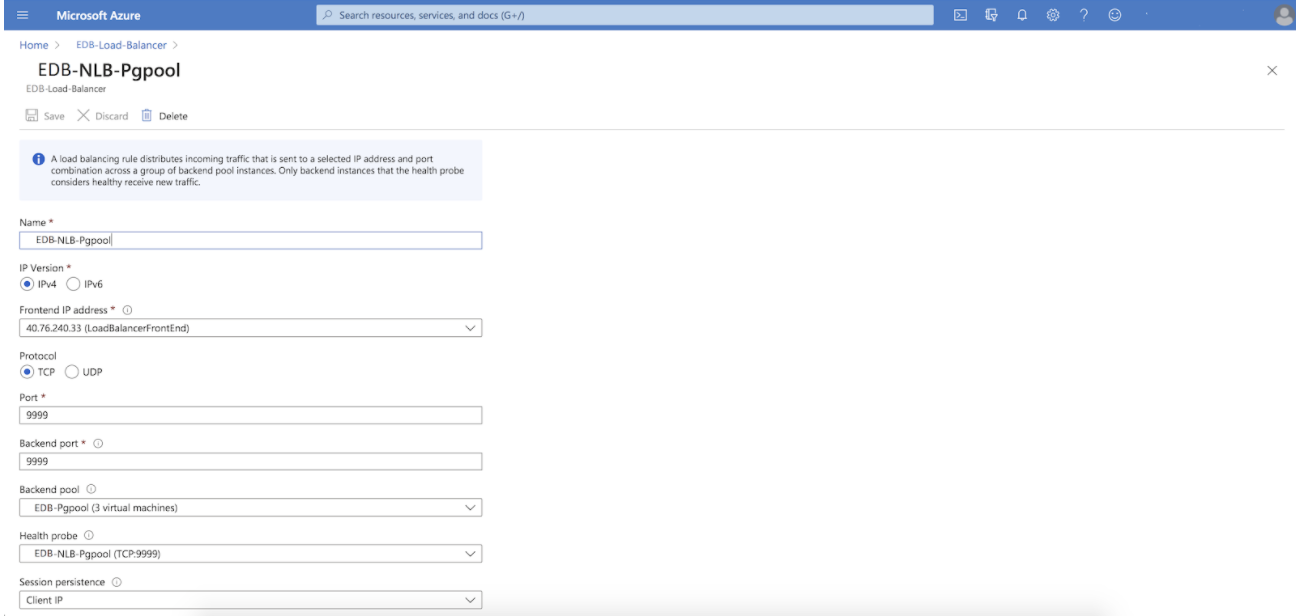 Microsoft Azure
Search resources, services, and docs (G+/)
Home > EDB-Load-Balancer >
EDB-NLB-Pgpool
EDB-Load-Balancer
Save Discard Delete
A load balancing rule distributes incoming traffic that is sent to a selected IP address and port
combination across a group of backend pool instances. Only backend instances that the health probe
considers healthy receive new traffic.
Name *
EDB-NLB-Pgpool
IP Version *
IPv4 IPv6
Frontend IP address *
40.76.240.33 (LoadBalancerFrontEnd)
Protocol
TCP UDP
Port *
9999
Backend port *
9999
Backend pool
EDB-Pgpool (3 virtual machines)
Health probe
EDB-NLB-Pgpool (TCP:9999)
Session persistence
Client IP